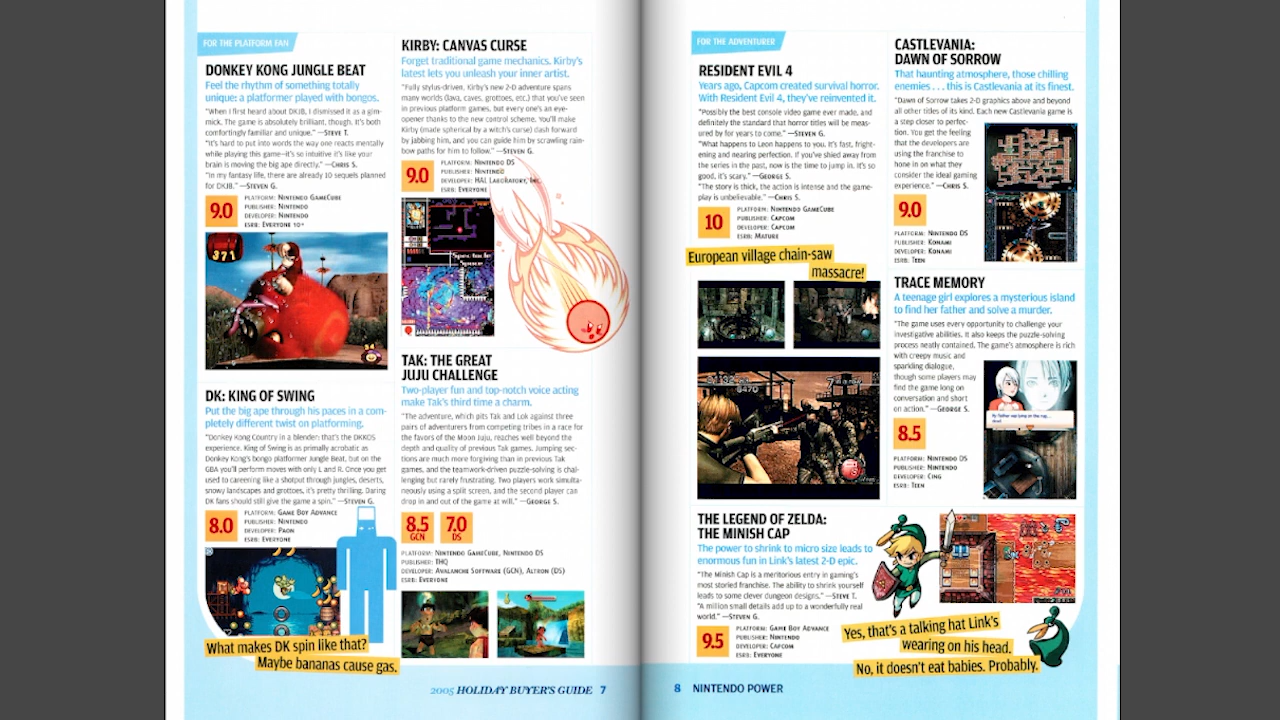 FOR THE PLATFORM FAN
DONKEY KONG JUNGLE BEAT
Feel the rhythm of something totally
unique: a platformer played with bongos.
"When I first heard about DKJB, I dismissed it as a gim-
mick. The game is absolutely brilliant, though. It's both
comfortingly familiar and unique." —STEVE T.
"It's hard to put into words the way one reacts mentally
while playing this game—it's so intuitive it's like your
brain is moving the big ape directly." —CHRIS S.
"In my fantasy life, there are already 10 sequels planned
for DKJB." —STEVEN G.
9.0
PLATFORM: NINTENDO GAMECUBE
PUBLISHER: NINTENDO
DEVELOPER: NINTENDO
ESRB: EVERYONE 10+
371
DK: KING OF SWING
Put the big ape through his paces in a com-
pletely different twist on platforming.
"Donkey Kong Country in a blender: that's the DKKOS
experience. King of Swing is as primally acrobatic as
Donkey Kong's bongo platformer Jungle Beat, but on the
GBA you'll perform moves with only L and R. Once you get
used to careening like a shotput through jungles, deserts,
snowy landscapes and grottoes, it's pretty thrilling. Daring
DK fans should still give the game a spin." —STEVEN G.
8.0
PLATFORM: GAME BOY ADVANCE
PUBLISHER: NINTENDO
DEVELOPER: PAON
ESRB: EVERYONE
What makes DK spin like that?
Maybe bananas cause gas.
KIRBY: CANVAS CURSE
Forget traditional game mechanics. Kirby's
latest lets you unleash your inner artist.
"Fully stylus-driven, Kirby's new 2-D adventure spans
many worlds (lava, caves, grottoes, etc.) that you've seen
in previous platform games, but every one's an eye-
opener thanks to the new control scheme. You'll make
Kirby (made spherical by a witch's curse) dash forward
by jabbing him, and you can guide him by scrawling rain-
bow paths for him to follow." —STEVEN G.
9.0
PLATFORM: NINTENDO DS
PUBLISHER: NINTENDO
DEVELOPER: HAL LABORATORY, INC.
ESRB: EVERYONE
TAK: THE GREAT
JUJU CHALLENGE
Two-player fun and top-notch voice acting
make Tak's third time a charm.
"The adventure, which pits Tak and Lok against three
pairs of adventurers from competing tribes in a race for
the favors of the Moon Juju, reaches well beyond the
depth and quality of previous Tak games. Jumping sec-
tions are much more forgiving than in previous Tak
games, and the teamwork-driven puzzle-solving is chal-
lenging but rarely frustrating. Two players work simulta-
neously using a split screen, and the second player can
drop in and out of the game at will." —GEORGE S.
8.5
GCN
7.0
DS
PLATFORM: NINTENDO GAMECUBE, NINTENDO DS
PUBLISHER: THQ
DEVELOPER: AVALANCHE SOFTWARE (GCN), ALTRON (DS)
ESRB: EVERYONE
2005 HOLIDAY BUYER'S GUIDE 7
FOR THE ADVENTURER
RESIDENT EVIL 4
Years ago, Capcom created survival horror.
With Resident Evil 4, they've reinvented it.
"Possibly the best console video game ever made, and
definitely the standard that horror titles will be meas-
ured by for years to come." —STEVEN G.
"What happens to Leon happens to you. It's fast, fright-
ening and nearing perfection. If you've shied away from
the series in the past, now is the time to jump in. It's so
good, it's scary." —GEORGE S.
"The story is thick, the action is intense and the game-
play is unbelievable." —CHRIS S.
10
PLATFORM: NINTENDO GAMECUBE
PUBLISHER: CAPCOM
DEVELOPER: CAPCOM
ESRB: MATURE
European village chain-saw
massacre!
CASTLEVANIA:
DAWN OF SORROW
That haunting atmosphere, those chilling
enemies . . . this is Castlevania at its finest.
"Dawn of Sorrow takes 2-D graphics above and beyond
all other titles of its kind. Each new Castlevania game is
a step closer to perfec-
tion. You get the feeling
that the developers are
using the franchise to
hone in on what they
consider the ideal gaming
experience." —CHRIS S.
9.0
PLATFORM: NINTENDO DS
PUBLISHER: KONAMI
DEVELOPER: KONAMI
ESRB: TEEN
TRACE MEMORY
A teenage girl explores a mysterious island
to find her father and solve a murder.
"The game uses every opportunity to challenge your
investigative abilities. It also keeps the puzzle-solving
process neatly contained. The game's atmosphere is rich
with creepy music and
sparkling dialogue,
though some players may
find the game long on
conversation and short
on action." —GEORGE S.
8.5
PLATFORM: NINTENDO DS
PUBLISHER: NINTENDO
DEVELOPER: CING
ESRB: TEEN
THE LEGEND OF ZELDA:
THE MINISH CAP
The power to shrink to micro size leads to
enormous fun in Link's latest 2-D epic.
"The Minish Cap is a meritorious entry in gaming's
most storied franchise. The ability to shrink yourself
leads to some clever dungeon designs." —STEVE T.
"A million small details add up to a wonderfully real
world." —STEVEN G.
9.5
PLATFORM: GAME BOY ADVANCE
PUBLISHER: NINTENDO
DEVELOPER: CAPCOM
ESRB: EVERYONE
Yes, that's a talking hat Link's
wearing on his head.
No, it doesn't eat babies. Probably.
8 NINTENDO POWER